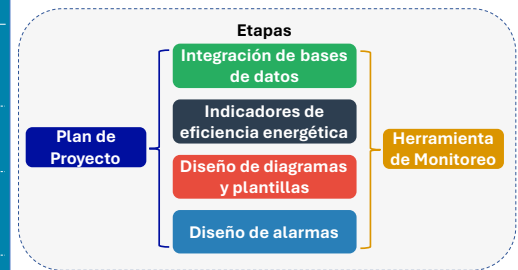 Etapas
Integración de bases
de datos
Indicadores de
eficiencia energética
Plan de
Proyecto
Diseño de diagramas
y plantillas
Diseño de alarmas
Herramienta
de Monitoreo